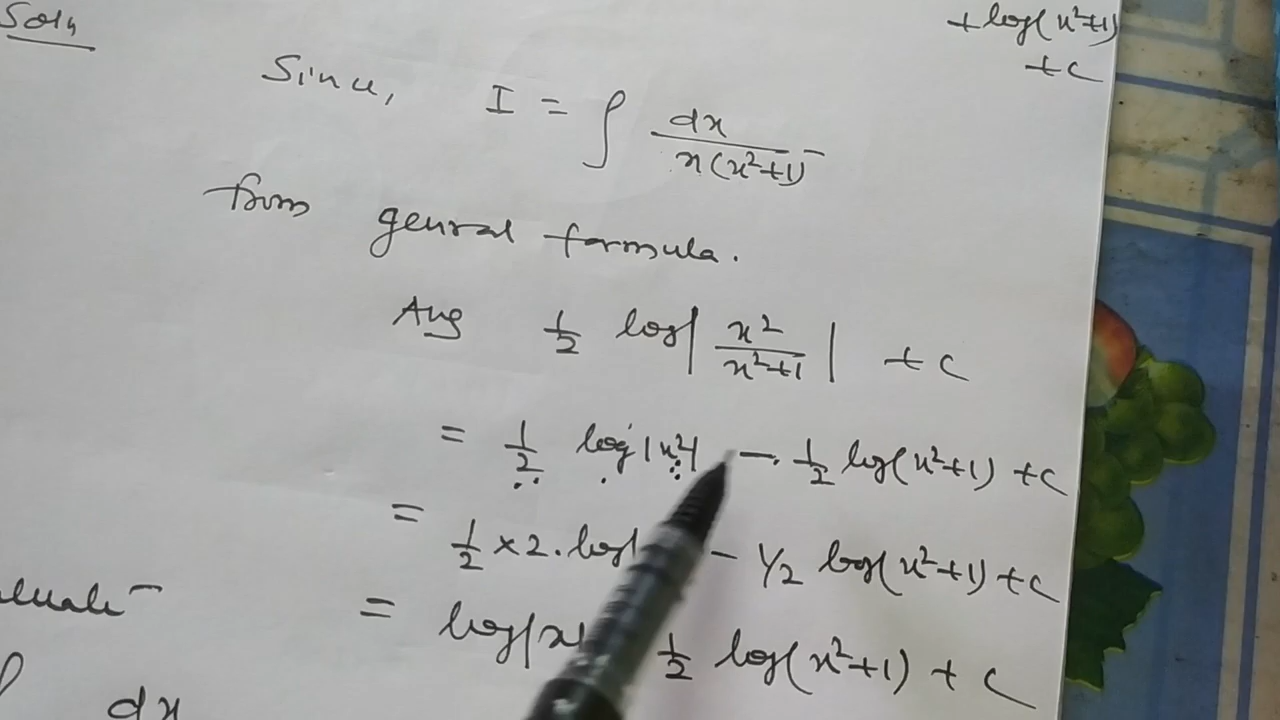 Soln
+ log(x²+1)
+ c
Since, I = ∫ dx / x(x²+1)
from general formula.
Ans 1/2 log| x² / x²+1 | + c
= 1/2 log|x²| - 1/2 log(x²+1) + c
= 1/2 × 2. log - 1/2 log(x²+1) + c
= log|x| 1/2 log(x²+1) + c
dx